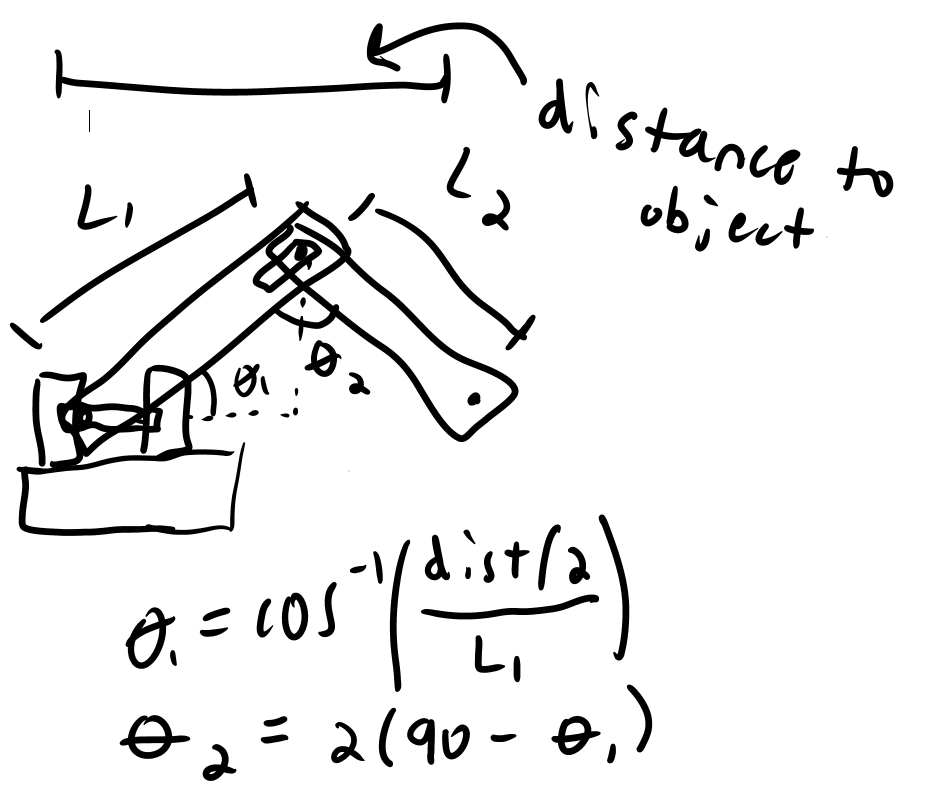 distance to
object
L₁
L₂
θ₁
θ₂
θ₁ = cos⁻¹(dist/2 / L₁)
θ₂ = 2(90 - θ₁)